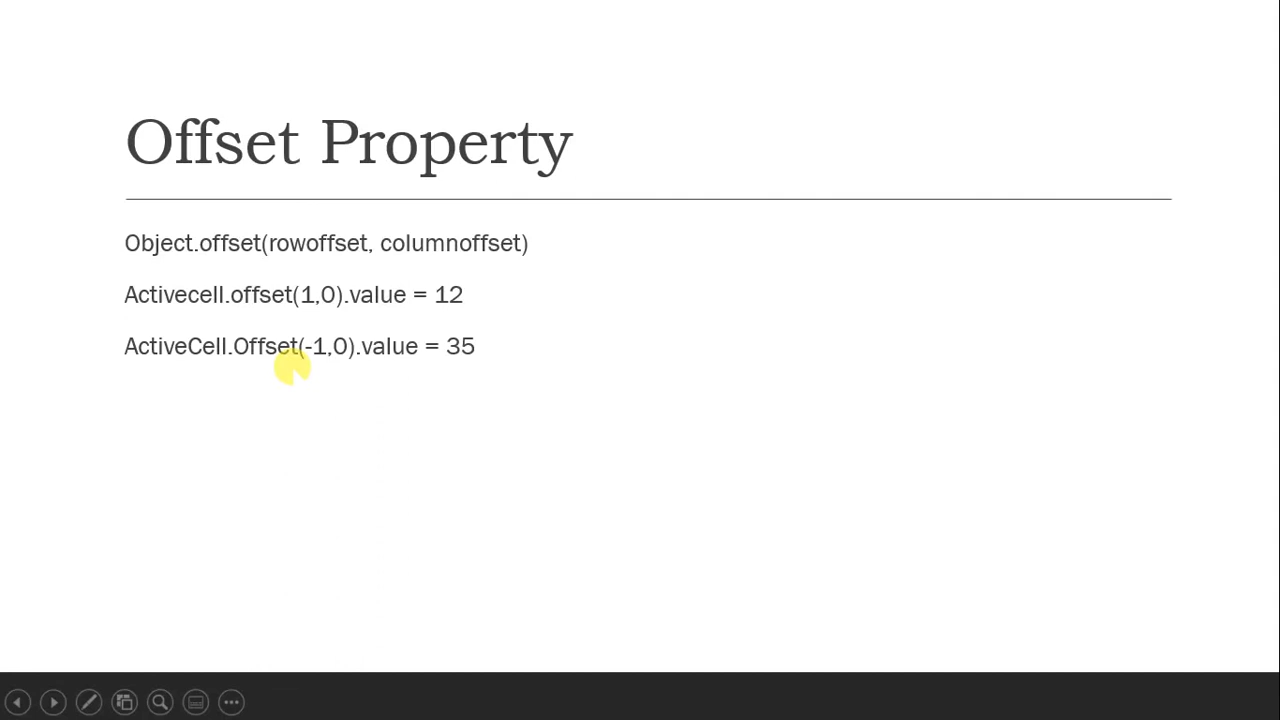 Offset Property
Object.offset(rowoffset, columnoffset)
Activecell.offset(1,0).value = 12
ActiveCell.Offset(-1,0).value = 35